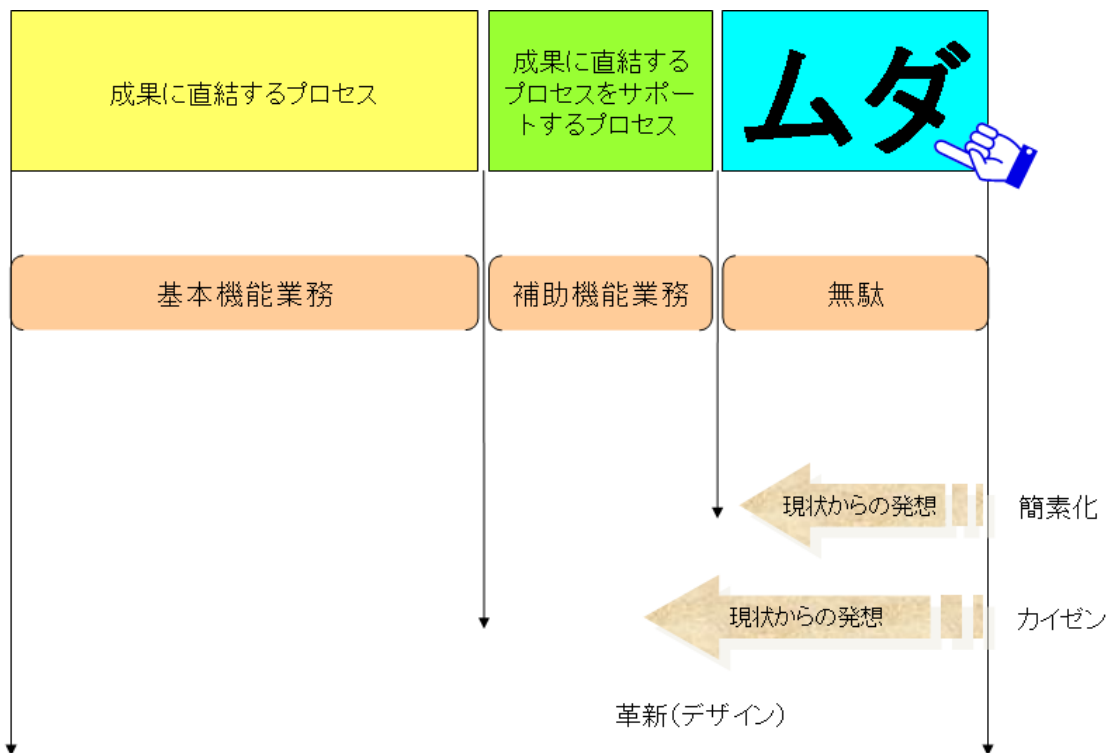 成果に直結するプロセス
成果に直結する
プロセスをサポー
トするプロセス
ムダ
基本機能業務
補助機能業務
無駄
現状からの発想
簡素化
現状からの発想
カイゼン
革新(デザイン)